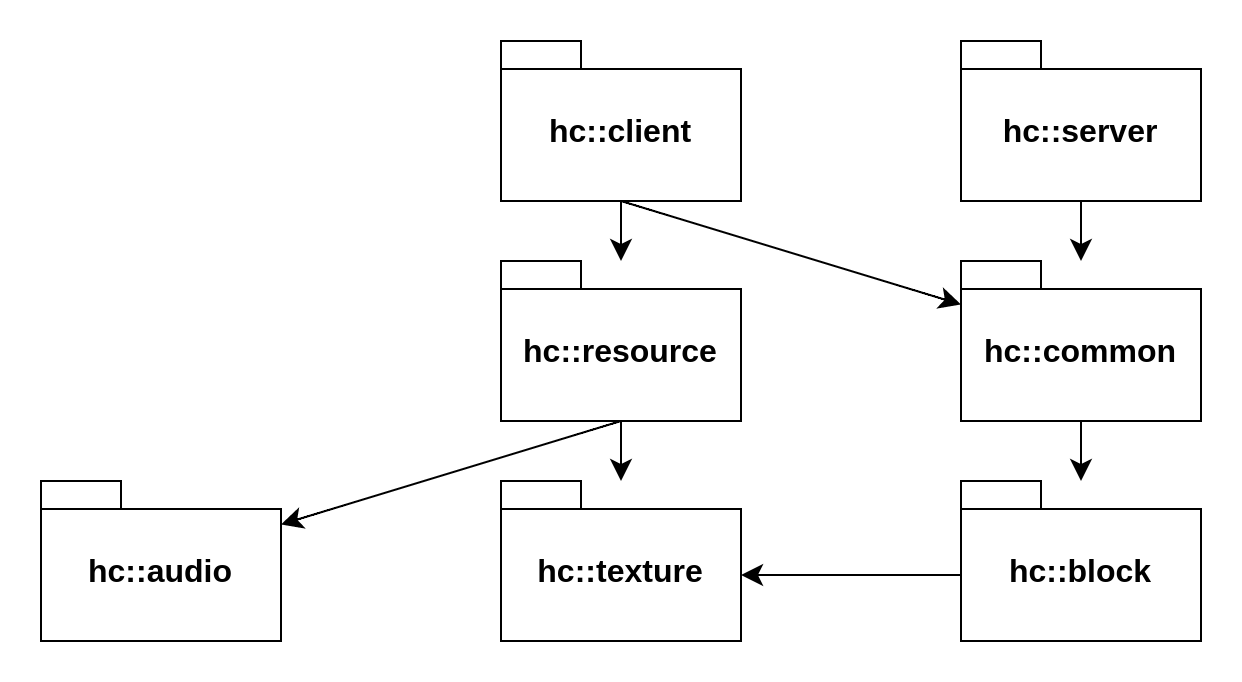 hc::client
hc::server
hc::resource
hc::common
hc::audio
hc::texture
hc::block